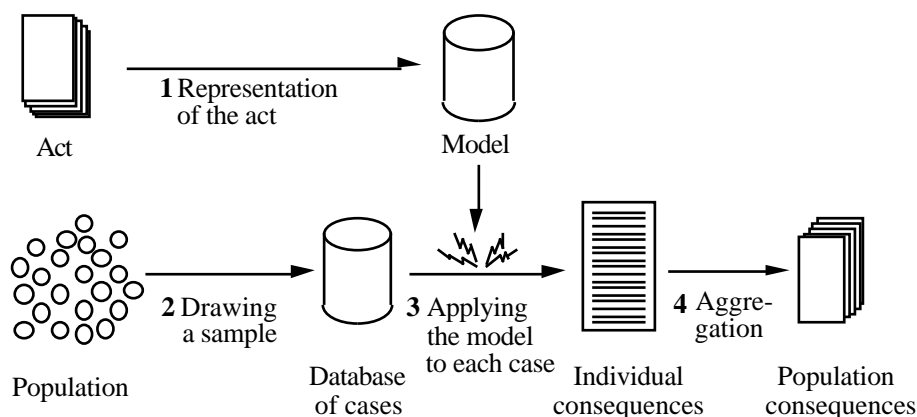 1 Representation
of the act
Act
Model
2 Drawing
a sample
3 Applying
the model
to each case
4 Aggre-
gation
Population
Database
of cases
Individual
consequences
Population
consequences